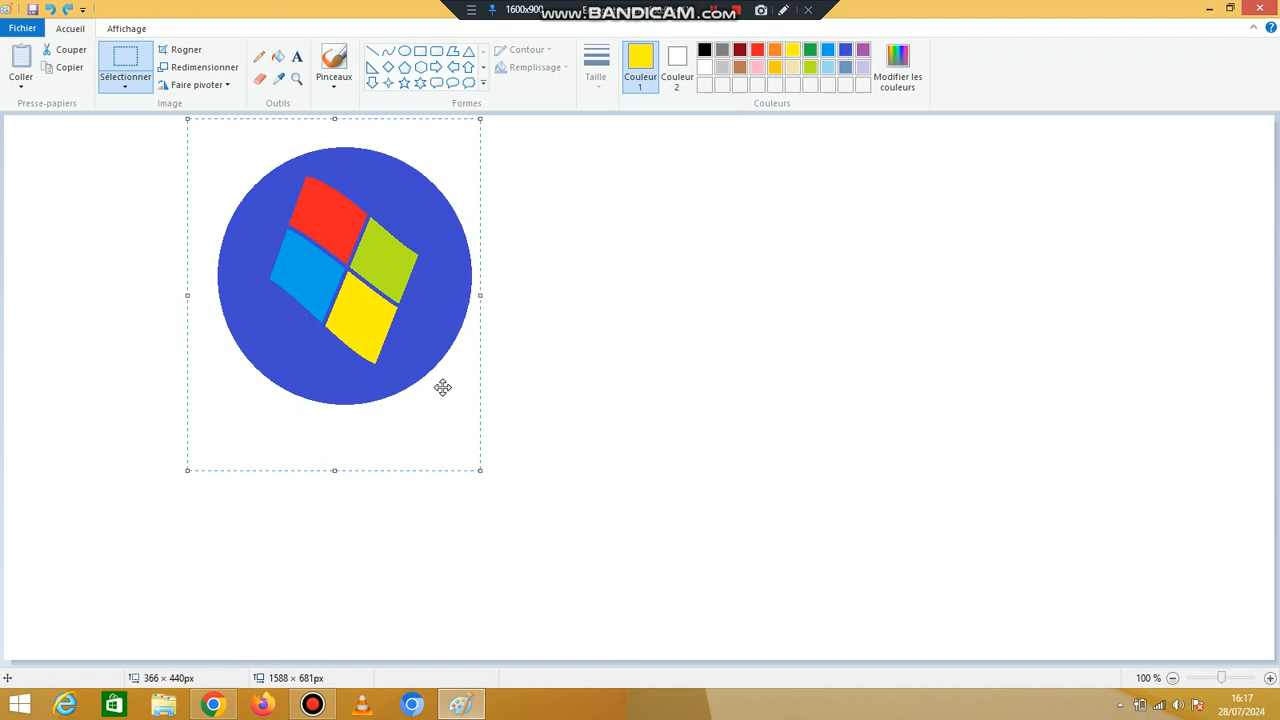 1600x900
www.BANDICAM.com
Fichier
Accueil
Affichage
Coller
Couper
Copier
Presse-papiers
Sélectionner
Rogner
Redimensionner
Faire pivoter
Image
A
Outils
Pinceaux
Contour
Remplissage
Formes
Taille
Couleur
1
Couleur
2
Modifier les
couleurs
Couleurs
366 × 440px
1588 × 681px
100 %
16:17
28/07/2024